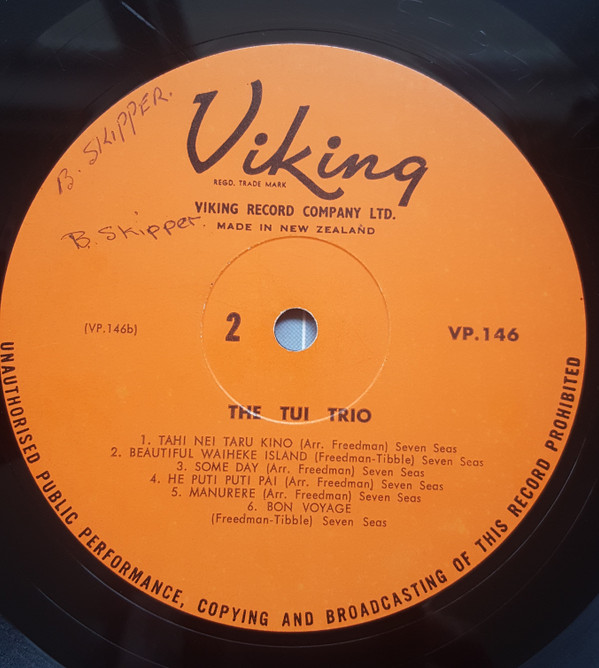 B. SKIPPER.
B. Skipper.
Viking
REGD. TRADE MARK
VIKING RECORD COMPANY LTD.
MADE IN NEW ZEALAND
(VP.146b)
2
VP.146
THE TUI TRIO
1. TAHI NEI TARU KINO (Arr. Freedman) Seven Seas
2. BEAUTIFUL WAIHEKE ISLAND (Freedman-Tibble) Seven Seas
3. SOME DAY (Arr. Freedman) Seven Seas
4. HE PUTI PUTI PAI (Arr. Freedman) Seven Seas
5. MANURERE (Arr. Freedman) Seven Seas
6. BON VOYAGE
(Freedman-Tibble) Seven Seas
UNAUTHORISED PUBLIC PERFORMANCE, COPYING AND BROADCASTING OF THIS RECORD PROHIBITED